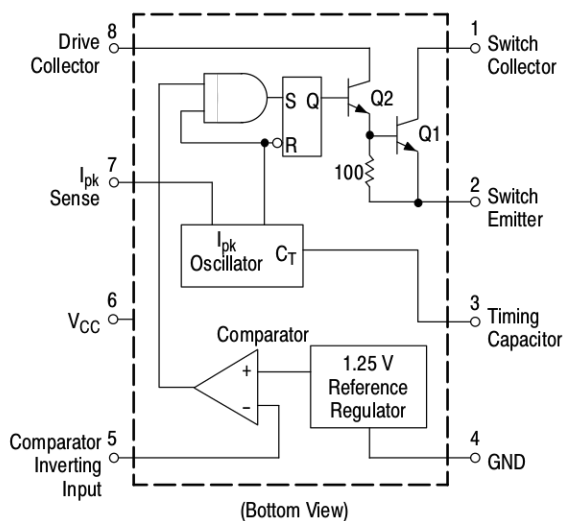 8
Drive
Collector
1
Switch
Collector
S Q
R
Q2
Q1
100
7
Ipk
Sense
2
Switch
Emitter
Ipk
Oscillator
CT
6
VCC
3
Timing
Capacitor
Comparator
+
–
1.25 V
Reference
Regulator
5
Comparator
Inverting
Input
4
GND
(Bottom View)